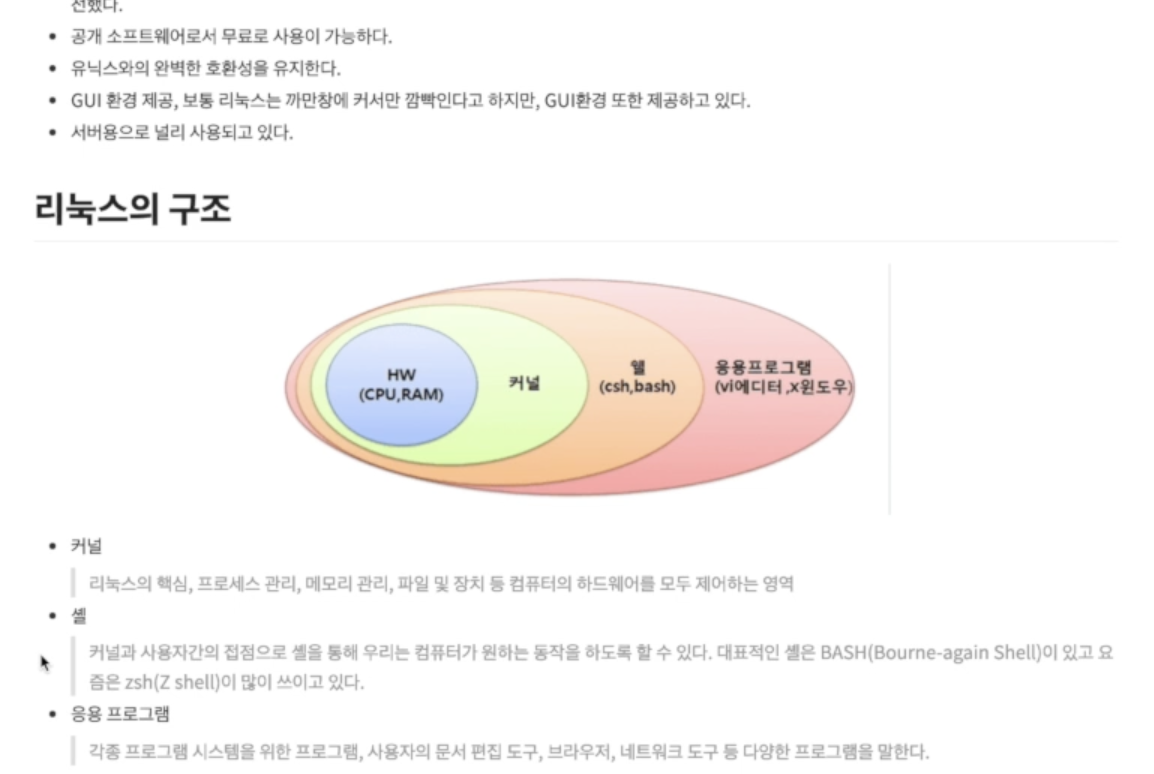 전했다.
공개 소프트웨어로서 무료로 사용이 가능하다.
유닉스와의 완벽한 호환성을 유지한다.
GUI 환경 제공, 보통 리눅스는 까만창에 커서만 깜빡인다고 하지만, GUI환경 또한 제공하고 있다.
서버용으로 널리 사용되고 있다.
리눅스의 구조
HW
(CPU,RAM)
커널
쉘
(csh,bash)
응용프로그램
(vi에디터 ,x윈도우)
커널
리눅스의 핵심, 프로세스 관리, 메모리 관리, 파일 및 장치 등 컴퓨터의 하드웨어를 모두 제어하는 영역
셸
커널과 사용자간의 접점으로 셸을 통해 우리는 컴퓨터가 원하는 동작을 하도록 할 수 있다. 대표적인 셸은 BASH(Bourne-again Shell)이 있고 요
즘은 zsh(Z shell)이 많이 쓰이고 있다.
응용 프로그램
각종 프로그램 시스템을 위한 프로그램, 사용자의 문서 편집 도구, 브라우저, 네트워크 도구 등 다양한 프로그램을 말한다.